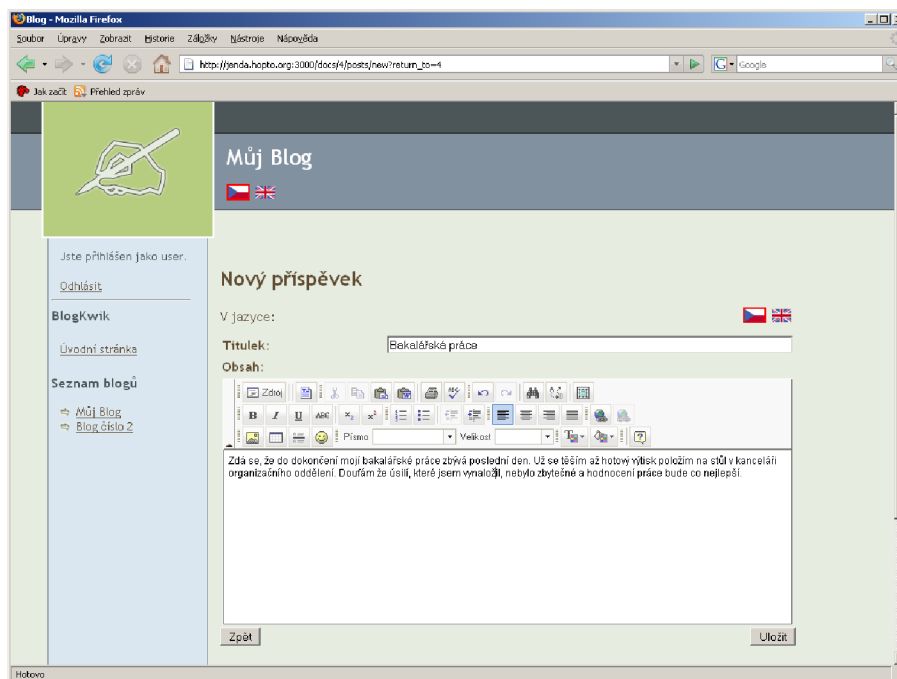 Blog - Mozilla Firefox
Soubor Úpravy Zobrazit Historie Záložky Nástroje Nápověda
http://jenda.hopto.org:3000/docs/4/posts/new?return_to=4 G Google
Jak začít Přehled zpráv
Můj Blog
Jste přihlášen jako user.
Odhlásit
BlogKwik
Úvodní stránka
Seznam blogů
Můj Blog
Blog číslo 2
Nový příspěvek
V jazyce:
Titulek: Bakalářská práce
Obsah:
Zdroj
B I U ABC x₂ x²
Písmo Velikost
Zdá se, že do dokončení mojí bakalářské práce zbývá poslední den. Už se těším až hotový výtisk položím na stůl v kanceláři
organizačního oddělení. Doufám že úsilí, které jsem vynaložil, nebylo zbytečné a hodnocení práce bude co nejlepší.
Zpět Uložit
Hotovo